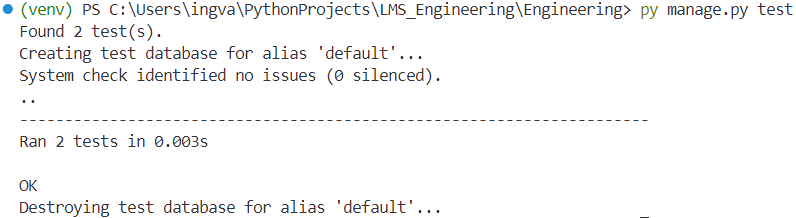 (venv) PS C:\Users\ingva\PythonProjects\LMS_Engineering\Engineering> py manage.py test
Found 2 test(s).
Creating test database for alias 'default'...
System check identified no issues (0 silenced).
..
----------------------------------------------------------------------
Ran 2 tests in 0.003s
OK
Destroying test database for alias 'default'...